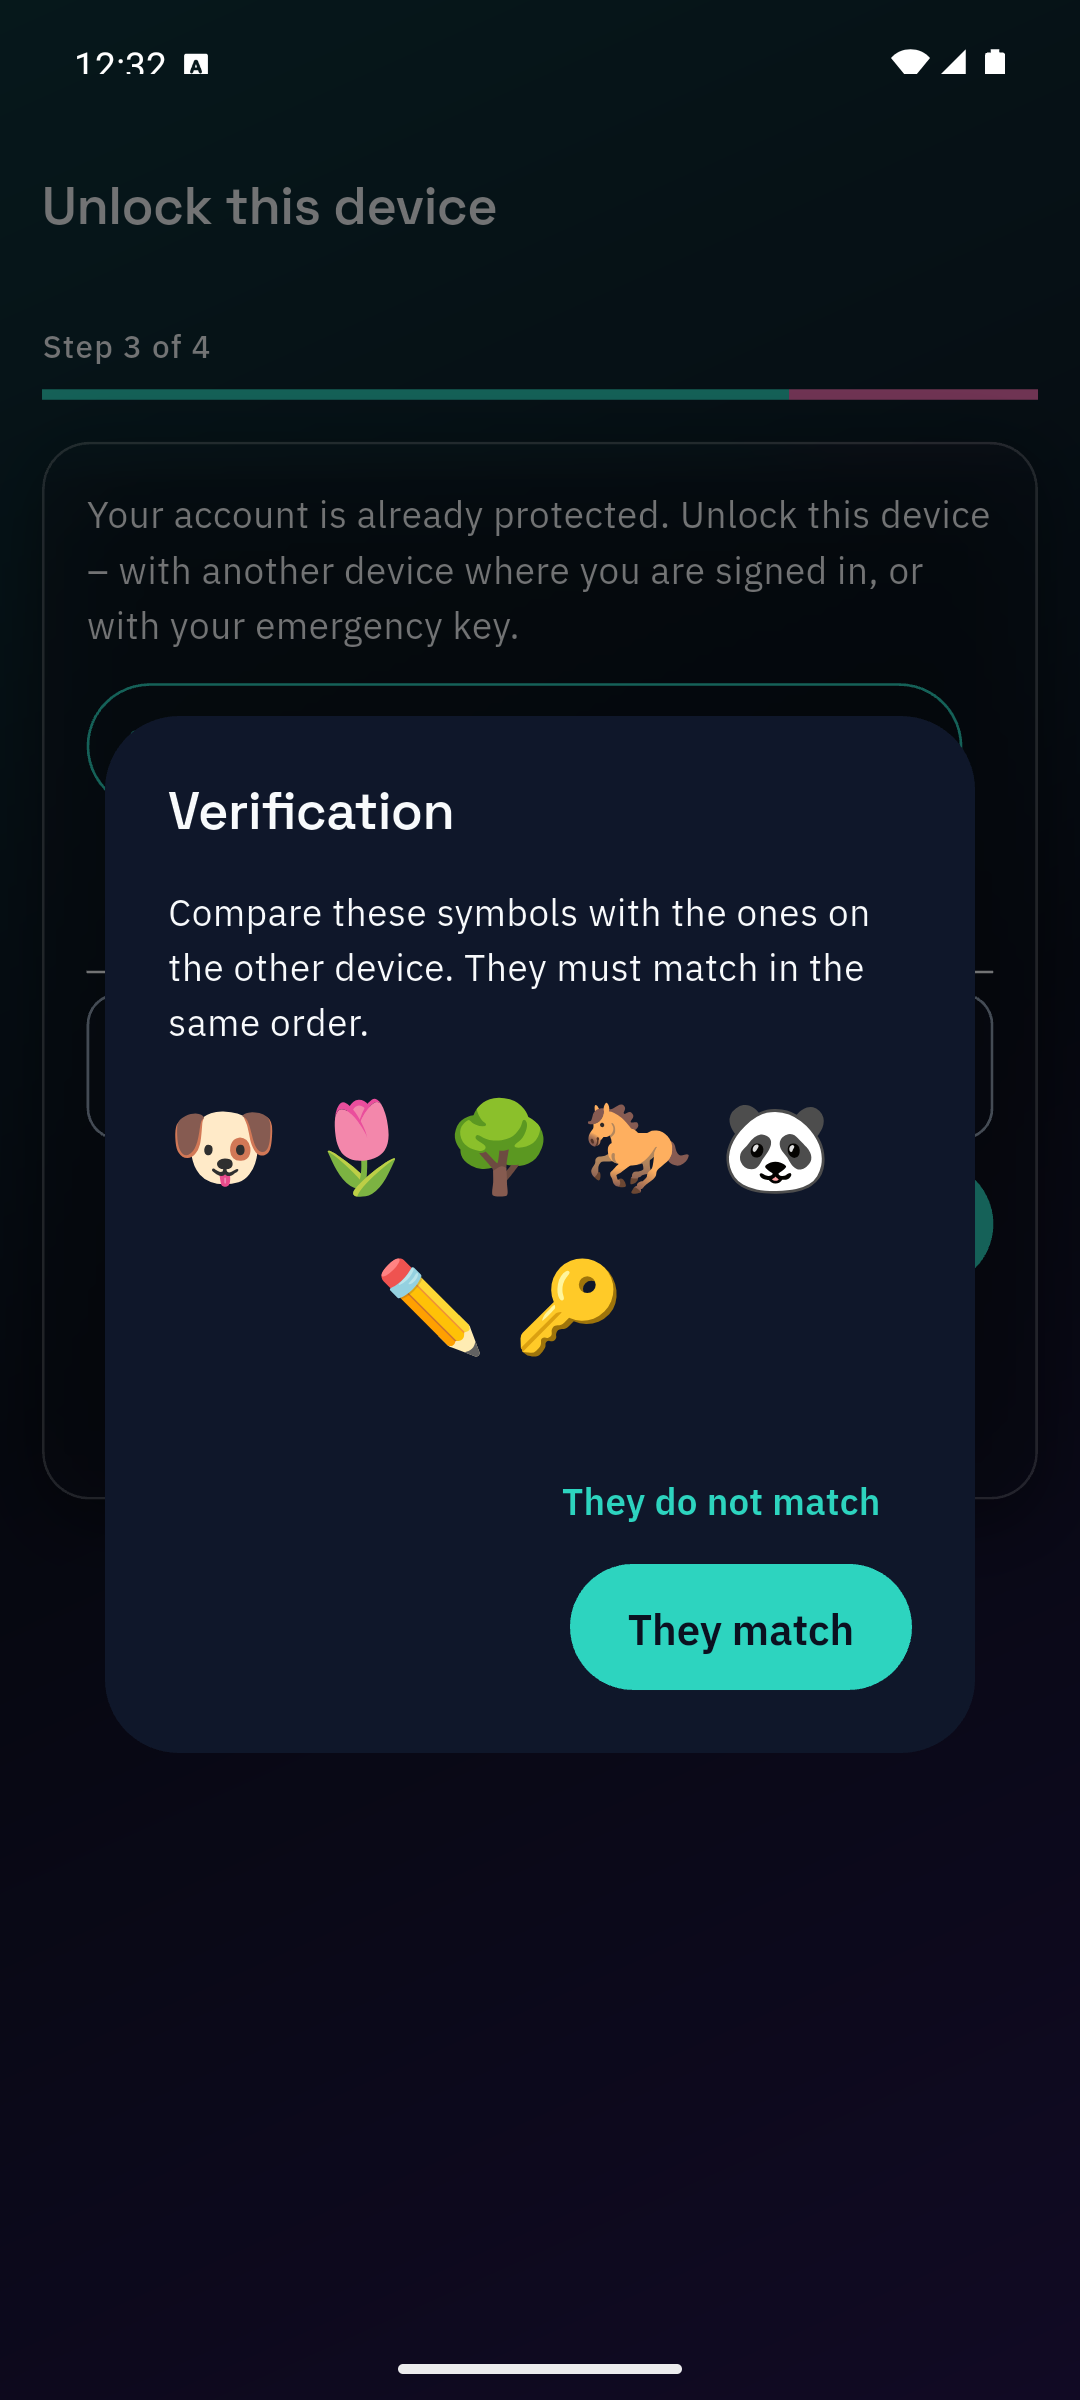 12:32
Unlock this device
Step 3 of 4
Your account is already protected. Unlock this device
– with another device where you are signed in, or
with your emergency key.
Verification
Compare these symbols with the ones on
the other device. They must match in the
same order.
They do not match
They match